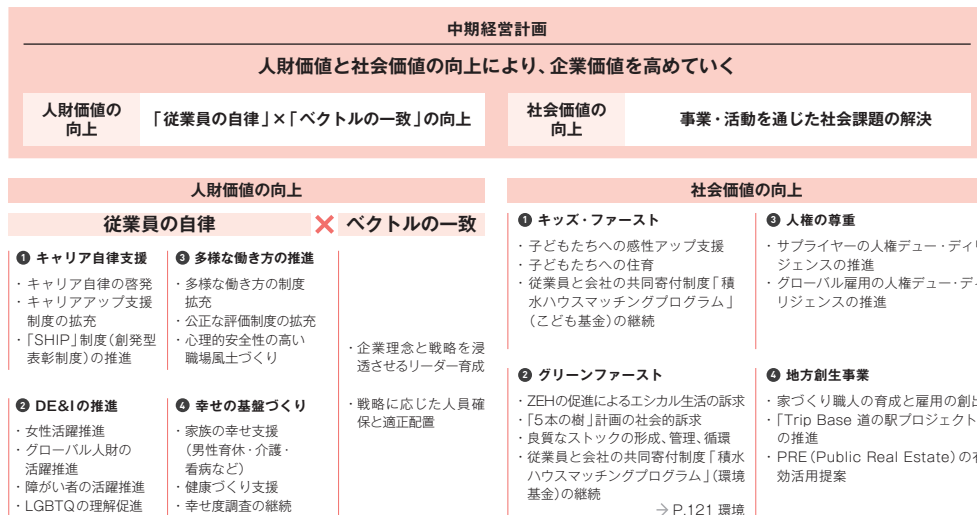 中期経営計画
人財価値と社会価値の向上により、企業価値を高めていく
人財価値の
向上
「従業員の自律」×「ベクトルの一致」の向上
社会価値の
向上
事業・活動を通じた社会課題の解決
人財価値の向上
従業員の自律
×
ベクトルの一致
❶ キャリア自律支援
・キャリア自律の啓発
・キャリアアップ支援
制度の拡充
・「SHIP」制度(創発型
表彰制度)の推進
❷ DE&Iの推進
・女性活躍推進
・グローバル人財の
活躍推進
・障がい者の活躍推進
・LGBTQの理解促進
❸ 多様な働き方の推進
・多様な働き方の制度
拡充
・公正な評価制度の拡充
・心理的安全性の高い
職場風土づくり
❹ 幸せの基盤づくり
・家族の幸せ支援
(男性育休・介護・
看病など)
・健康づくり支援
・幸せ度調査の継続
・企業理念と戦略を浸
透させるリーダー育成
・戦略に応じた人員確
保と適正配置
社会価値の向上
❶ キッズ・ファースト
・子どもたちへの感性アップ支援
・子どもたちへの住育
・従業員と会社の共同寄付制度「積
水ハウスマッチングプログラム」
(こども基金)の継続
❷ グリーンファースト
・ZEHの促進によるエシカル生活の訴求
・「5本の樹」計画の社会的訴求
・良質なストックの形成、管理、循環
・従業員と会社の共同寄付制度「積水
ハウスマッチングプログラム」(環境
基金)の継続
→ P.121 環境
❸ 人権の尊重
・サプライヤーの人権デュー・ディリ
ジェンスの推進
・グローバル雇用の人権デュー・デ
リジェンスの推進
❹ 地方創生事業
・家づくり職人の育成と雇用の創出
・「Trip Base 道の駅プロジェクト
の推進
・PRE(Public Real Estate)の有
効活用提案